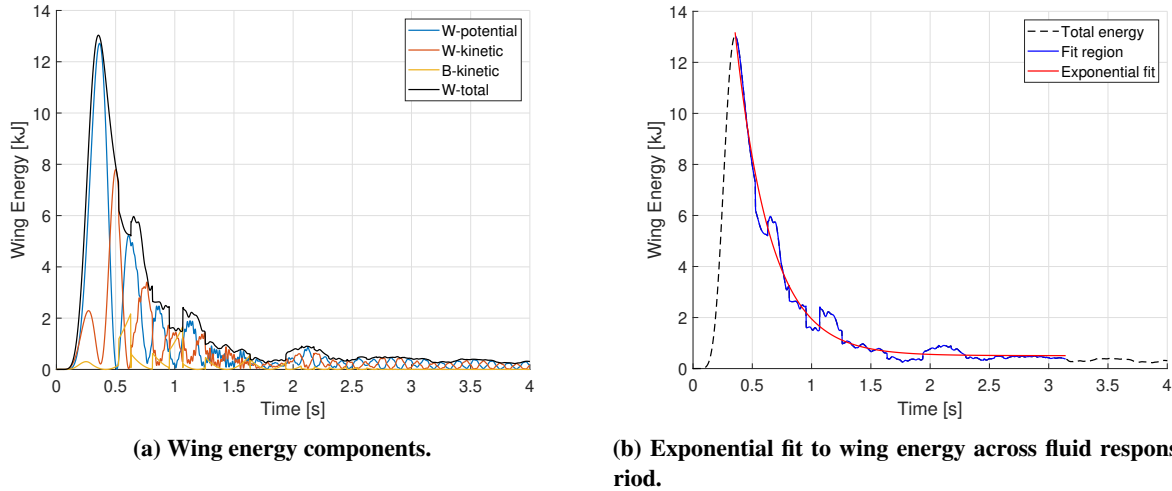 14
12
10
8
6
4
2
0
Wing Energy [kJ]
W-potential
W-kinetic
B-kinetic
W-total
0 0.5 1 1.5 2 2.5 3 3.5 4
Time [s]
(a) Wing energy components.
14
12
10
8
6
4
2
0
Wing Energy [kJ]
Total energy
Fit region
Exponential fit
0 0.5 1 1.5 2 2.5 3 3.5 4
Time [s]
(b) Exponential fit to wing energy across fluid respons
riod.